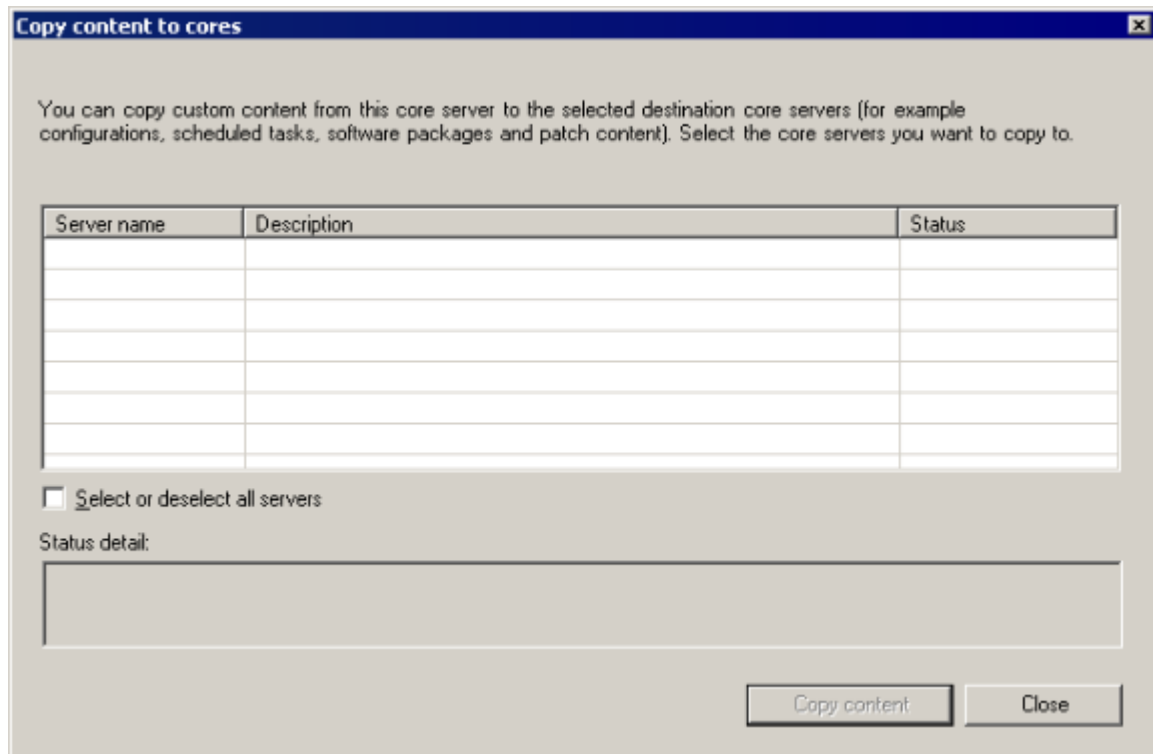 Copy content to cores
You can copy custom content from this core server to the selected destination core servers (for example
configurations, scheduled tasks, software packages and patch content). Select the core servers you want to copy to.
Server name Description Status
Select or deselect all servers
Status detail:
Copy content Close